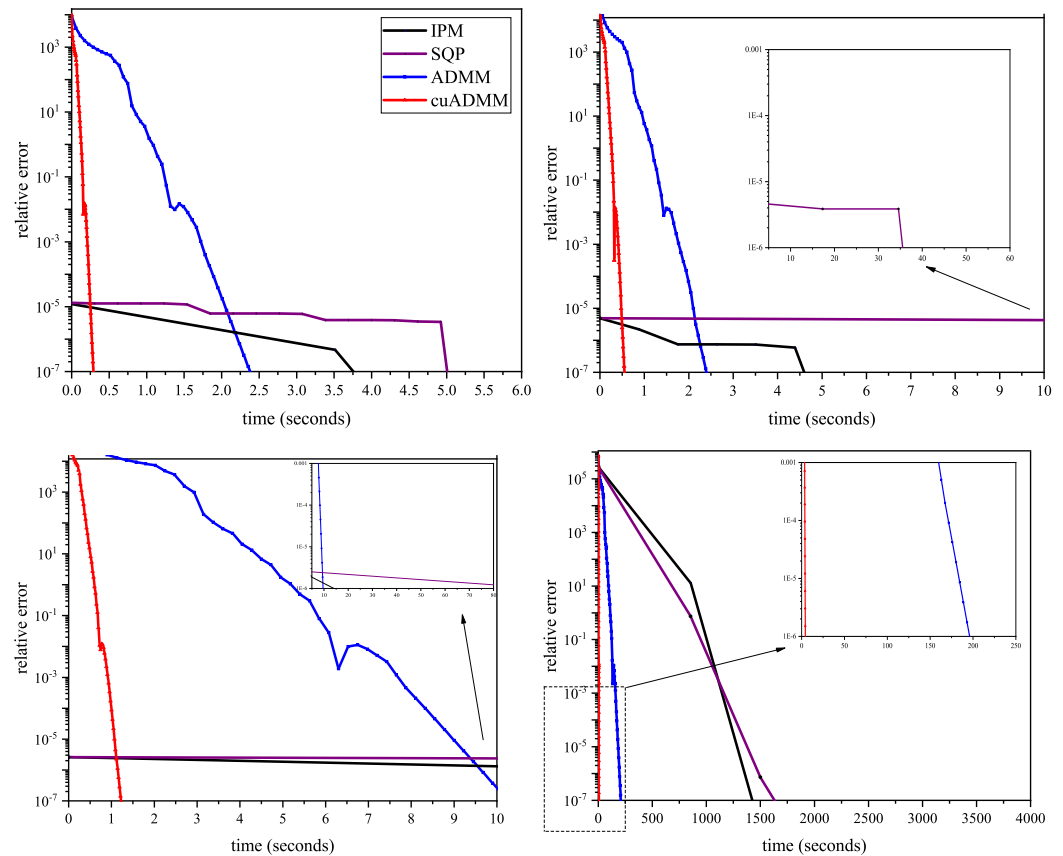 IPM
SQP
ADMM
cuADMM
relative error
10^3
10^1
10^-1
10^-3
10^-5
10^-7
0.0 0.5 1.0 1.5 2.0 2.5 3.0 3.5 4.0 4.5 5.0 5.5 6.0
time (seconds)
relative error
10^3
10^1
10^-1
10^-3
10^-5
10^-7
0 1 2 3 4 5 6 7 8 9 10
time (seconds)
0.001
1E-4
1E-5
1E-6
10 20 30 40 50 60
relative error
10^3
10^1
10^-1
10^-3
10^-5
10^-7
0 1 2 3 4 5 6 7 8 9 10
time (seconds)
0.001
1E-4
1E-5
1E-6
10 20 30 40 50 60 70 80
relative error
10^5
10^3
10^1
10^-1
10^-3
10^-5
10^-7
0 500 1000 1500 2000 2500 3000 3500 4000
time (seconds)
0.001
1E-4
1E-5
1E-6
0 50 100 150 200 250